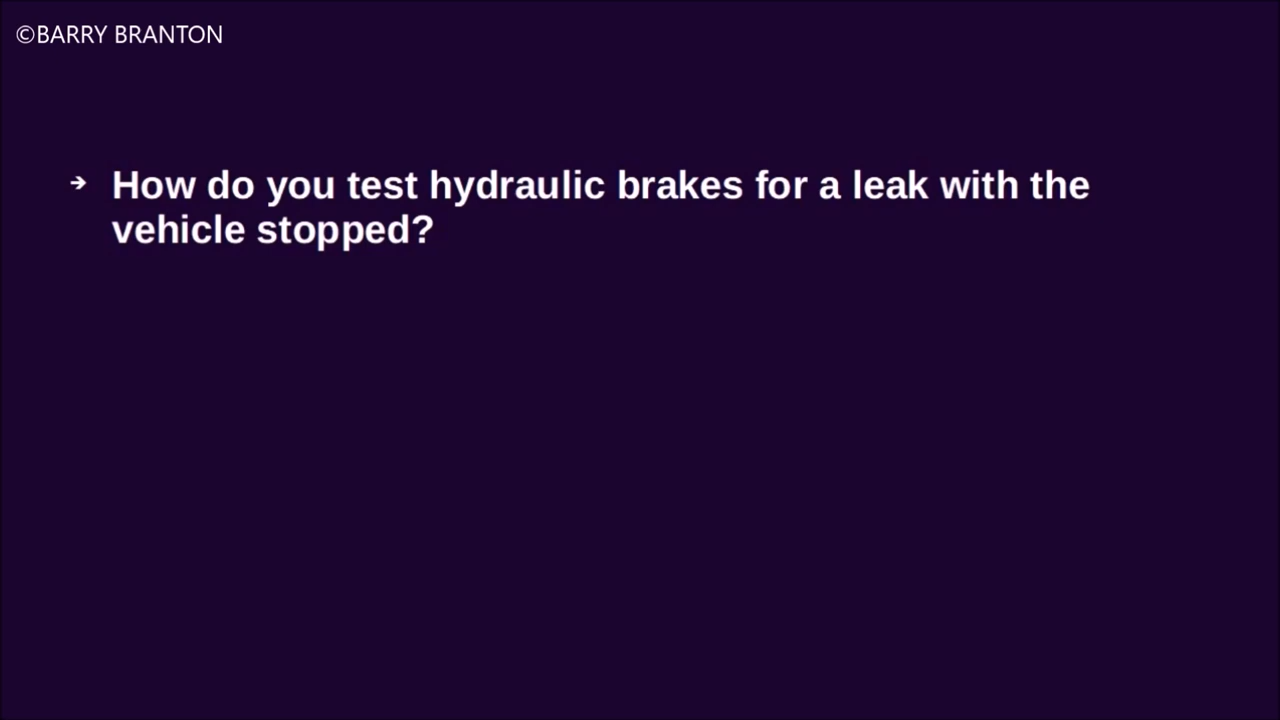 ©BARRY BRANTON
➔ How do you test hydraulic brakes for a leak with the
vehicle stopped?